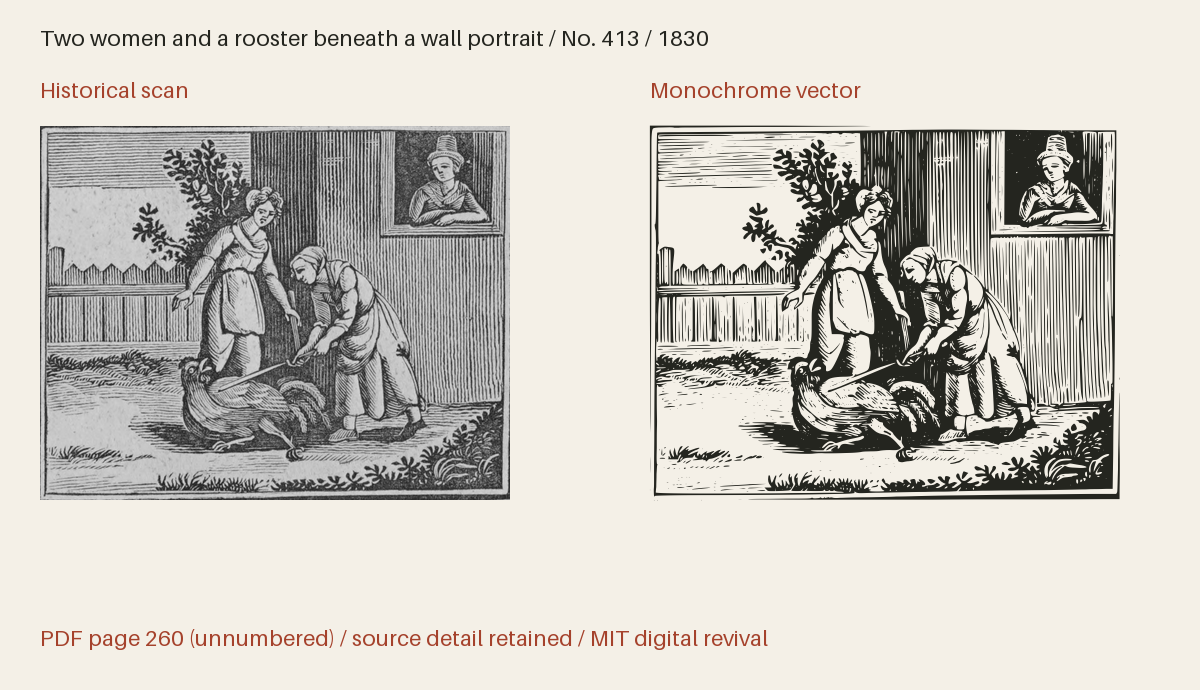 Two women and a rooster beneath a wall portrait / No. 413 / 1830
Historical scan
Monochrome vector
PDF page 260 (unnumbered) / source detail retained / MIT digital revival